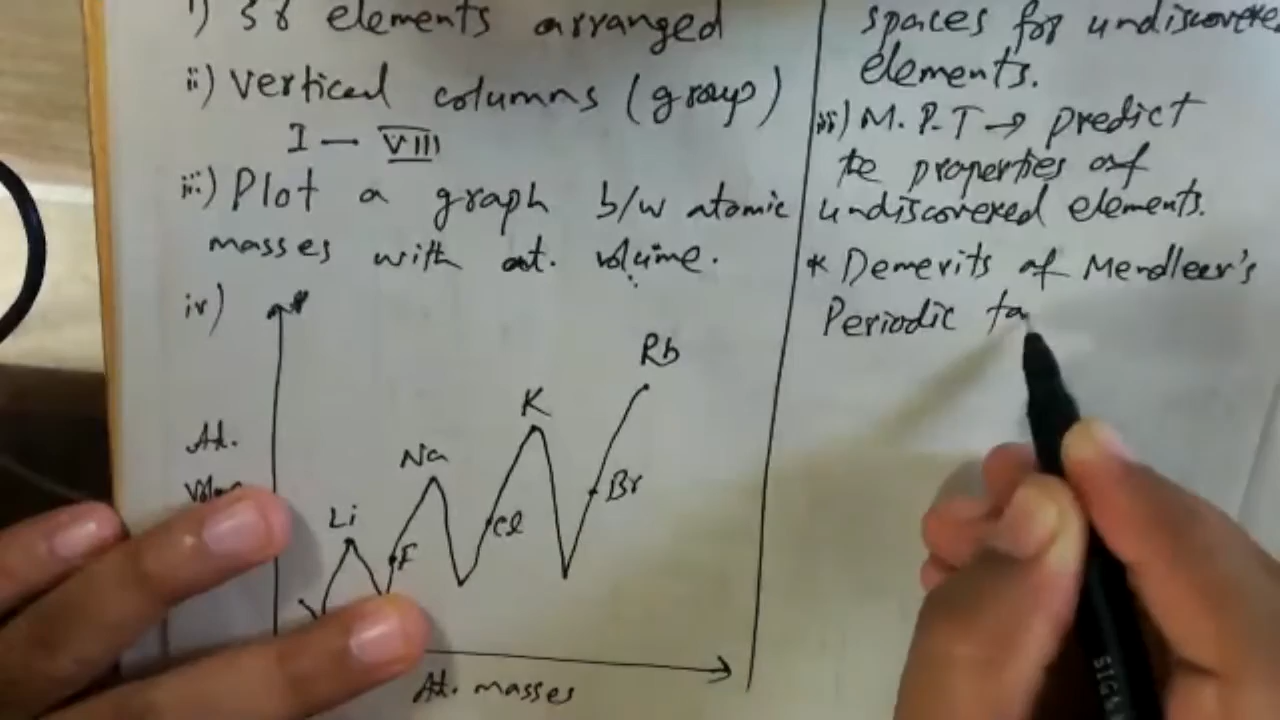 i) 56 elements arranged
ii) Vertical columns (group)
I — VIII
iii) Plot a graph b/w atomic
masses with at. volume.
iv)
Rb
K
Na
Br
At.
Li
Cl
F
At. masses
spaces for undiscovere
elements.
iii) M.P.T → predict
the properties of
undiscovered elements.
* Demerits of Mendleer's
Periodic ta